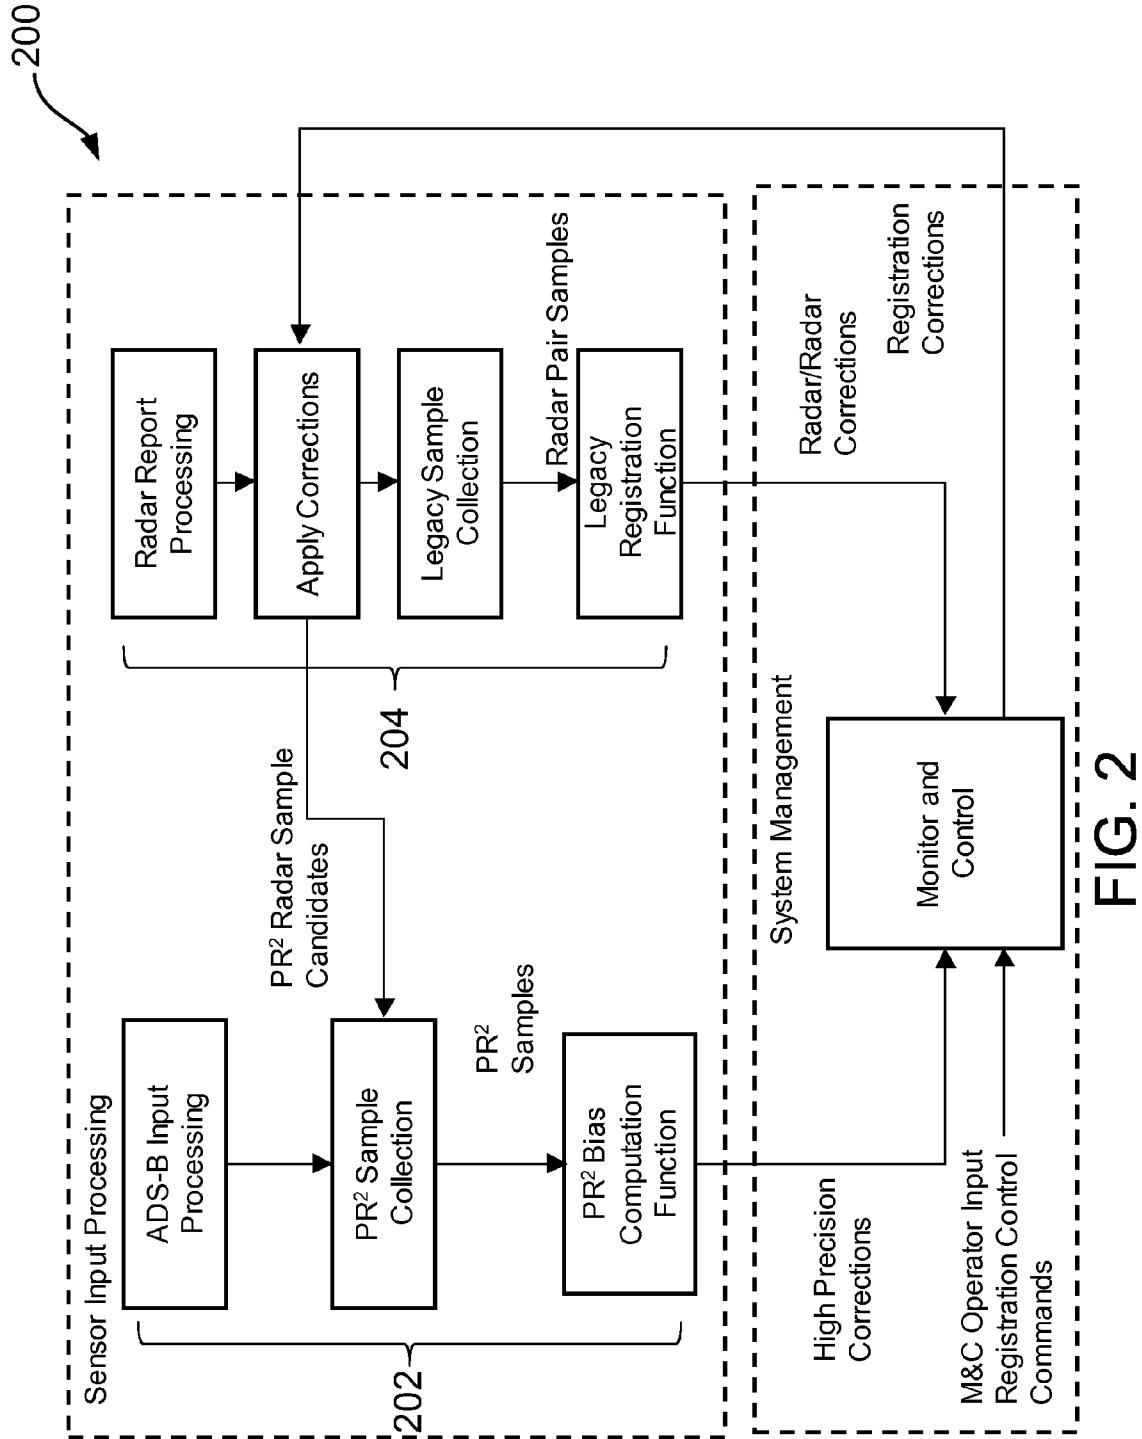 200
Sensor Input Processing
ADS-B Input
Processing
PR² Sample
Collection
PR²
Samples
PR² Bias
Computation
Function
202
PR² Radar Sample
Candidates
Radar Report
Processing
Apply Corrections
Legacy Sample
Collection
Radar Pair Samples
Legacy
Registration
Function
204
System Management
High Precision
Corrections
M&C Operator Input
Registration Control
Commands
Monitor and
Control
Radar/Radar
Corrections
Registration
Corrections
FIG. 2